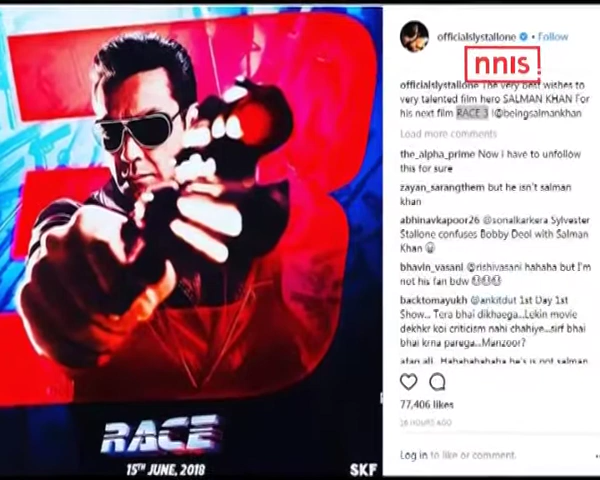 officialslystallone • Follow
nnis
officialslystallone The very best wishes to
very talented film hero SALMAN KHAN For
his next film RACE 3 !@beingsalmankhan
Load more comments
the_alpha_prime Now i have to unfollow
this for sure
zayan_sarangthem but he isn't salman
khan
abhinavkapoor26 @sonalkarkera Sylvester
Stallone confuses Bobby Deol with Salman
Khan 😀
bhavin_vasani @rishivasani hahaha but I'm
not his fan bdw
backtomayukh @ankitdut 1st Day 1st
Show... Tera bhai dikhaega...Lekin movie
dekhkr koi criticism nahi chahiye...sirf bhai
bhai krna parega...Manzoor?
afan.all Hahahahahaha he's is not salman
77,406 likes
16 HOURS AGO
Log in to like or comment.
3
RACE
15TH JUNE, 2018
SKF